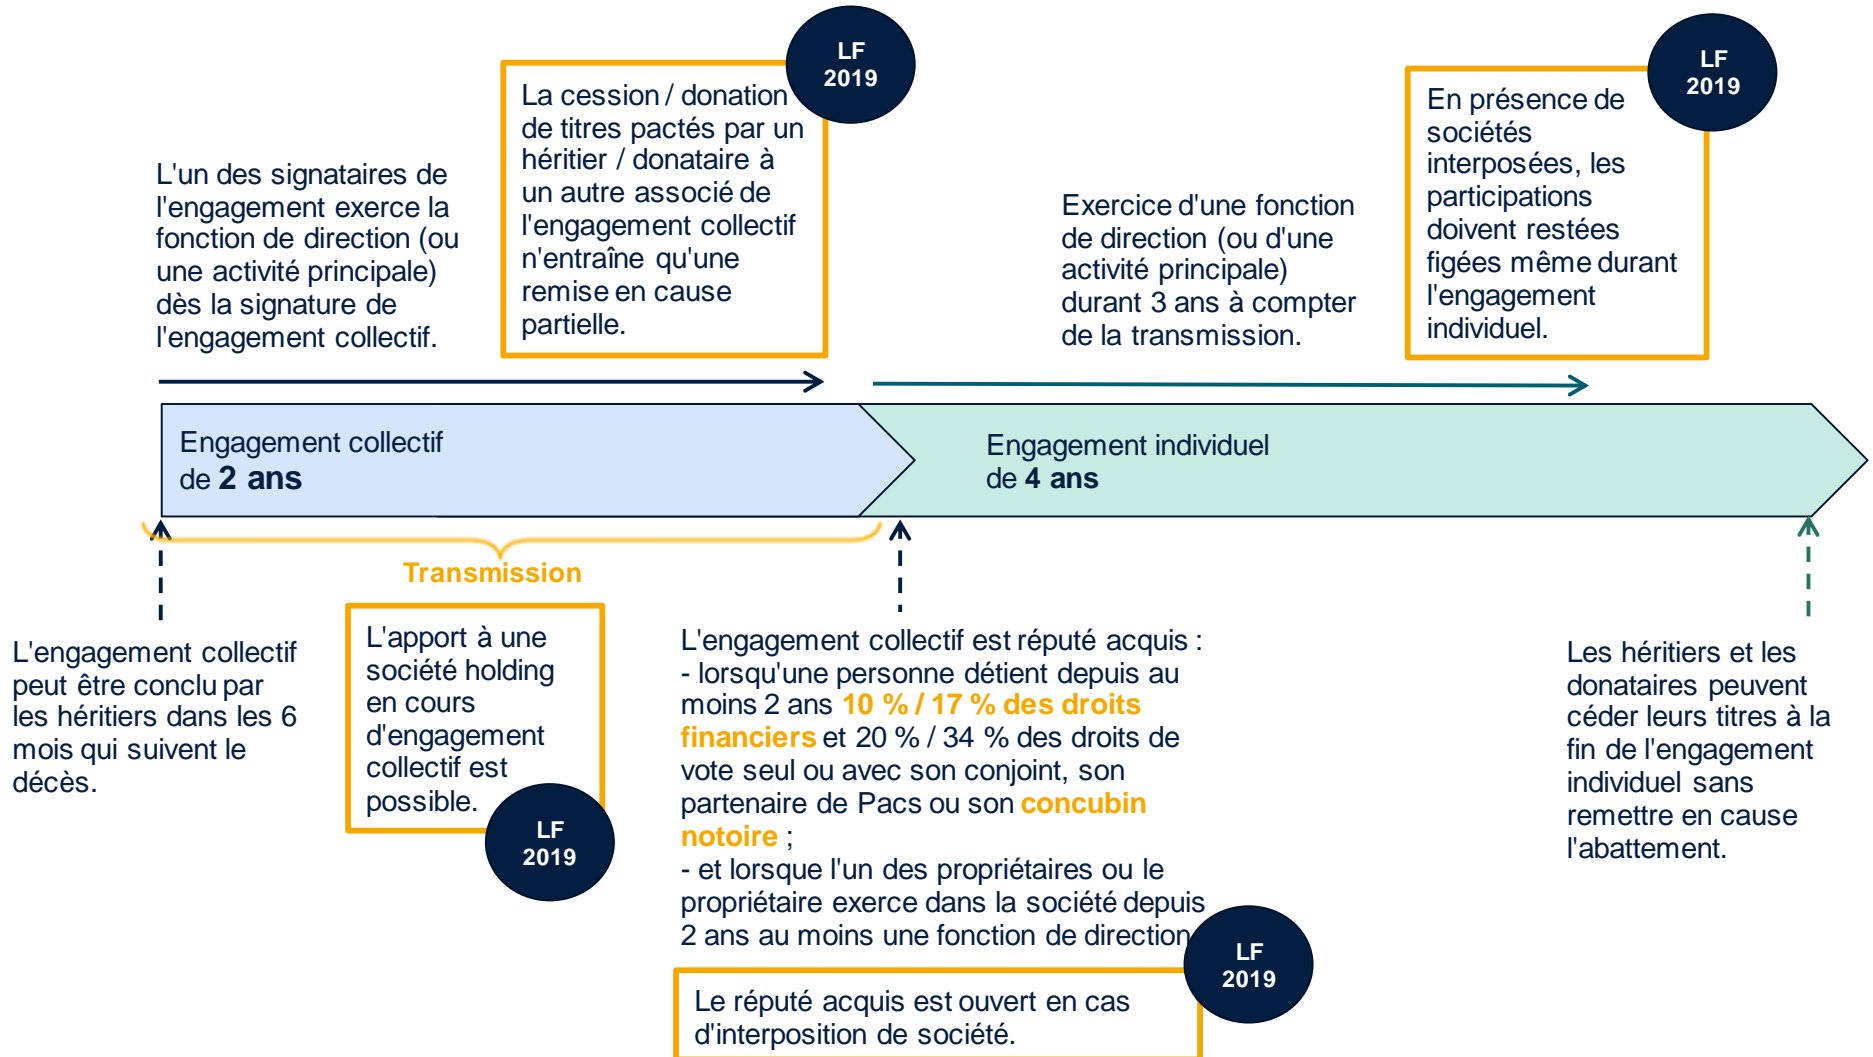 LF
2019
La cession / donation
de titres pactés par un
héritier / donataire à
un autre associé de
l'engagement collectif
n'entraîne qu'une
remise en cause
partielle.
LF
2019
En présence de
sociétés
interposées, les
participations
doivent restées
figées même durant
l'engagement
individuel.
L'un des signataires de
l'engagement exerce la
fonction de direction (ou
une activité principale)
dès la signature de
l'engagement collectif.
Exercice d'une fonction
de direction (ou d'une
activité principale)
durant 3 ans à compter
de la transmission.
Engagement collectif
de 2 ans
Engagement individuel
de 4 ans
Transmission
L'engagement collectif
peut être conclu par
les héritiers dans les 6
mois qui suivent le
décès.
L'apport à une
société holding
en cours
d'engagement
collectif est
possible.
LF
2019
L'engagement collectif est réputé acquis :
- lorsqu'une personne détient depuis au
moins 2 ans 10 % / 17 % des droits
financiers et 20 % / 34 % des droits de
vote seul ou avec son conjoint, son
partenaire de Pacs ou son concubin
notoire ;
- et lorsque l'un des propriétaires ou le
propriétaire exerce dans la société depuis
2 ans au moins une fonction de direction
LF
2019
Le réputé acquis est ouvert en cas
d'interposition de société.
Les héritiers et les
donataires peuvent
céder leurs titres à la
fin de l'engagement
individuel sans
remettre en cause
l'abattement.